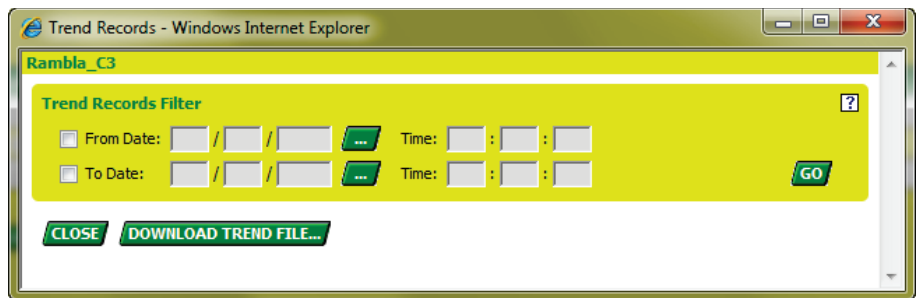 Trend Records - Windows Internet Explorer
Rambla_C3
Trend Records Filter ?
From Date: / / ... Time: : :
To Date: / / ... Time: : : GO
CLOSE DOWNLOAD TREND FILE...